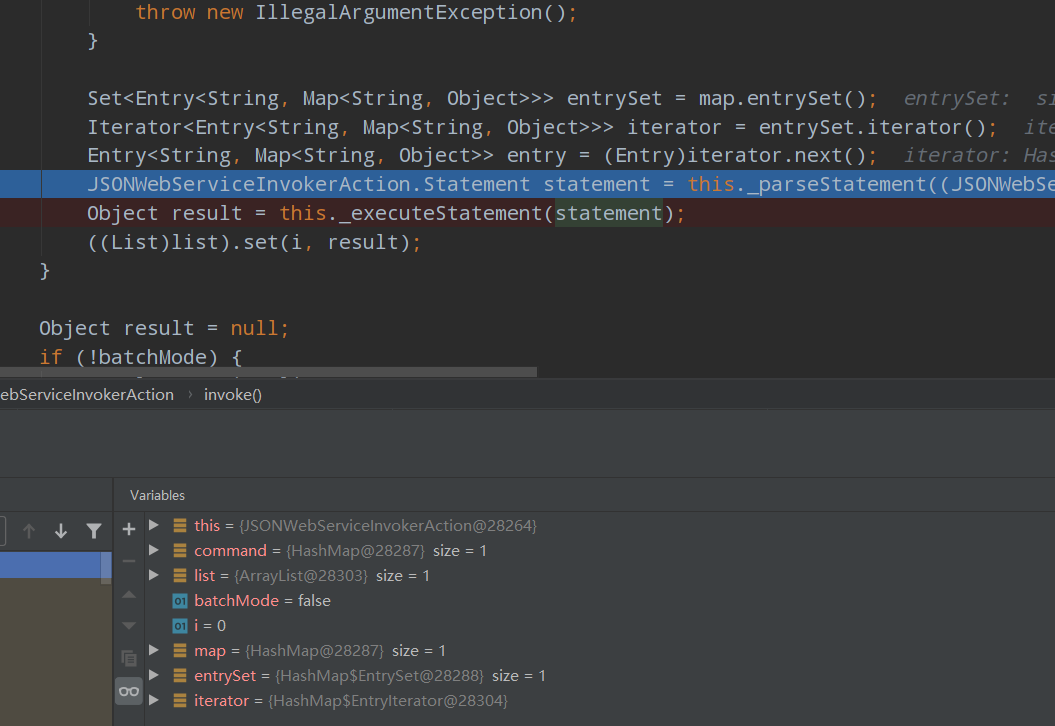 throw new IllegalArgumentException();
}
Set<Entry<String, Map<String, Object>>> entrySet = map.entrySet(); entrySet:
Iterator<Entry<String, Map<String, Object>>> iterator = entrySet.iterator();
Entry<String, Map<String, Object>> entry = (Entry)iterator.next(); iterator: Has
JSONWebServiceInvokerAction.Statement statement = this._parseStatement((JSONWebSe
Object result = this._executeStatement(statement);
((List)list).set(i, result);
}
Object result = null;
if (!batchMode) {
ebServiceInvokerAction › invoke()
Variables
this = {JSONWebServiceInvokerAction@28264}
command = {HashMap@28287} size = 1
list = {ArrayList@28303} size = 1
01 batchMode = false
01 i = 0
map = {HashMap@28287} size = 1
entrySet = {HashMap$EntrySet@28288} size = 1
iterator = {HashMap$EntryIterator@28304}